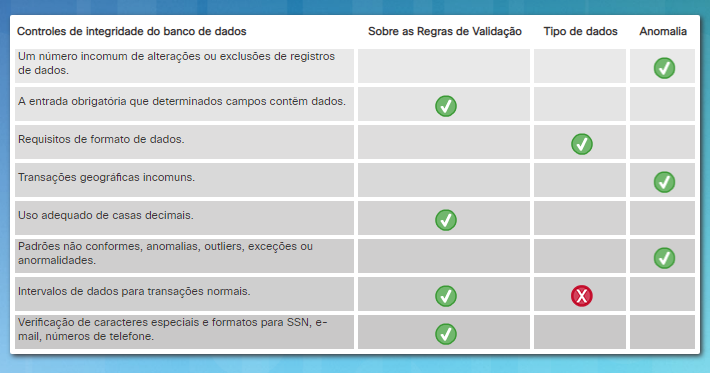 Controles de integridade do banco de dados Sobre as Regras de Validação Tipo de dados Anomalia
Um número incomum de alterações ou exclusões de registros
de dados.
A entrada obrigatória que determinados campos contêm dados.
Requisitos de formato de dados.
Transações geográficas incomuns.
Uso adequado de casas decimais.
Padrões não conformes, anomalias, outliers, exceções ou
anormalidades.
Intervalos de dados para transações normais.
Verificação de caracteres especiais e formatos para SSN, e-
mail, números de telefone.